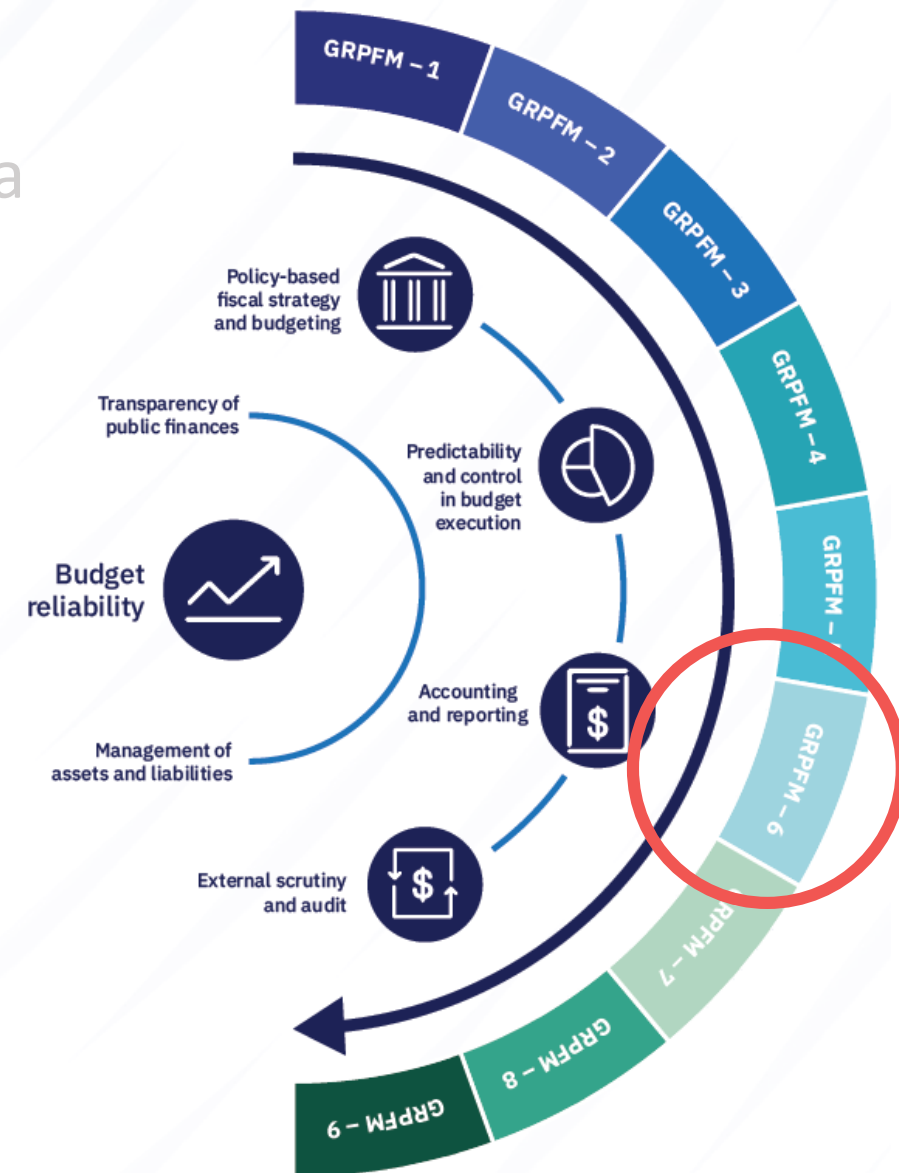 a
GRPFM – 1
GRPFM – 2
GRPFM – 3
GRPFM – 4
GRPFM –
GRPFM – 6
GRPFM – 7
GRPFM – 8
GRPFM – 9
Policy-based
fiscal strategy
and budgeting
Transparency of
public finances
Predictability
and control
in budget
execution
Budget
reliability
Accounting
and reporting
$
Management of
assets and liabilities
External scrutiny
and audit
$